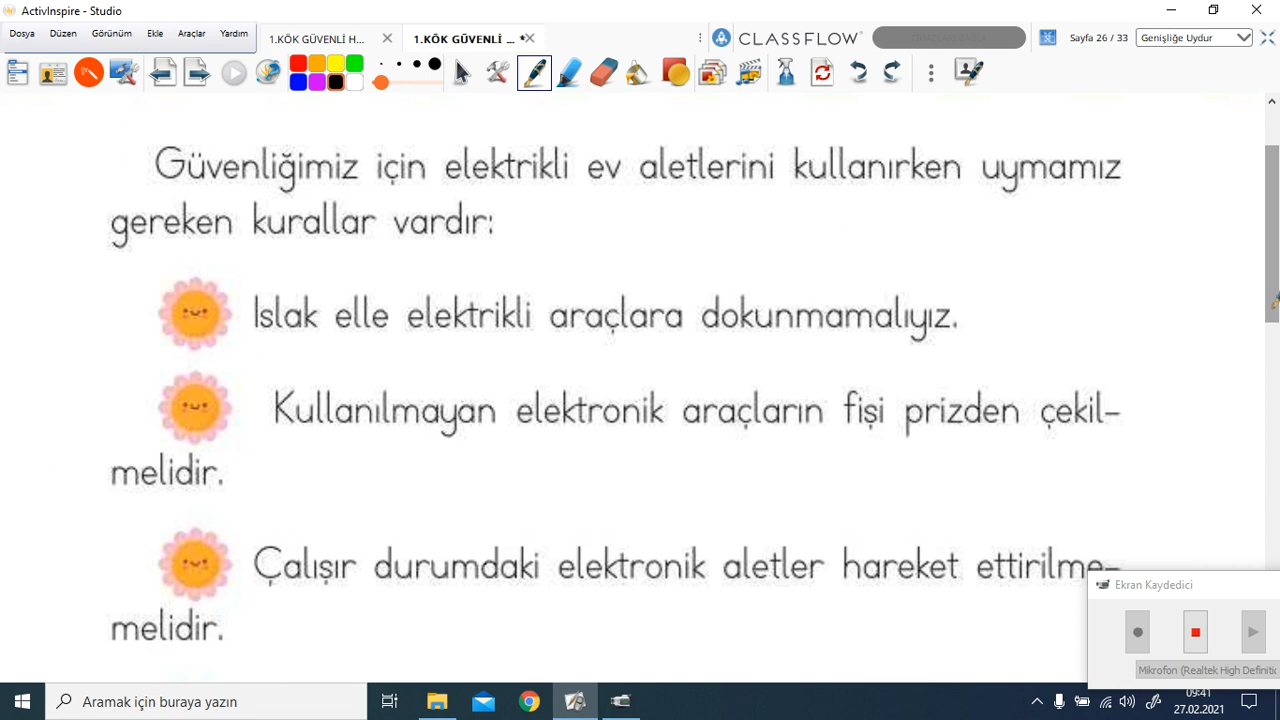 ActivInspire - Studio
Dosya Düzen Görünüm Ekle Araçlar Yardım
1.KÖK GÜVENLİ H...
1.KÖK GÜVENLİ ... *
CLASSFLOW
Sayfa 26 / 33
Genişliğe Uydur
Güvenliğimiz için elektrikli ev aletlerini kullanırken uymamız
gereken kurallar vardır:
Islak elle elektrikli araçlara dokunmamalıyız.
Kullanılmayan elektronik araçların fişi prizden çekil-
melidir.
Çalışır durumdaki elektronik aletler hareket ettirilme-
melidir.
Ekran Kaydedici
Mikrofon (Realtek High Definitio
Aramak için buraya yazın
09:41
27.02.2021